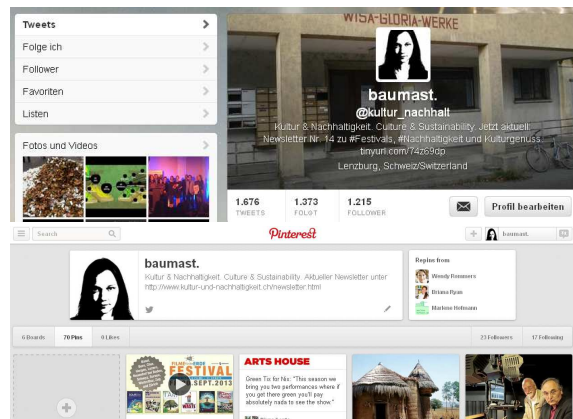 Tweets
Folge ich
Follower
Favoriten
Listen
Fotos und Videos
WISA-GLORIA-WERKE
baumast.
@kultur_nachhalt
Kultur & Nachhaltigkeit. Culture & Sustainability. Jetzt aktuell:
Newsletter Nr. 14 zu #Festivals, #Nachhaltigkeit und Kulturgenuss.
tinyurl.com/74z69dp
Lenzburg, Schweiz/Switzerland
1.676 1.373 1.215
TWEETS FOLGT FOLLOWER
Profil bearbeiten
Search
Pinterest
baumast.
baumast.
Kultur & Nachhaltigkeit. Culture & Sustainability. Aktueller Newsletter unter
http://www.kultur-und-nachhaltigkeit.ch/newsletter.html
Repins from
Wendy Remmers
Briana Ryan
Marlene Hofmann
6 Boards 70 Pins 9 Likes
23 Followers 17 Following
FESTIVAL
SEPT.2013
ARTS HOUSE
Green Tix for Nix: "This season we
bring you two performances where if
you get there green you'll pay
absolutely nada to see the show."